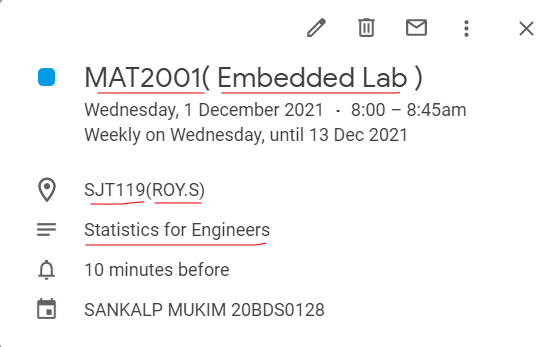 MAT2001( Embedded Lab )
Wednesday, 1 December 2021 · 8:00 – 8:45am
Weekly on Wednesday, until 13 Dec 2021
SJT119(ROY.S)
Statistics for Engineers
10 minutes before
SANKALP MUKIM 20BDS0128